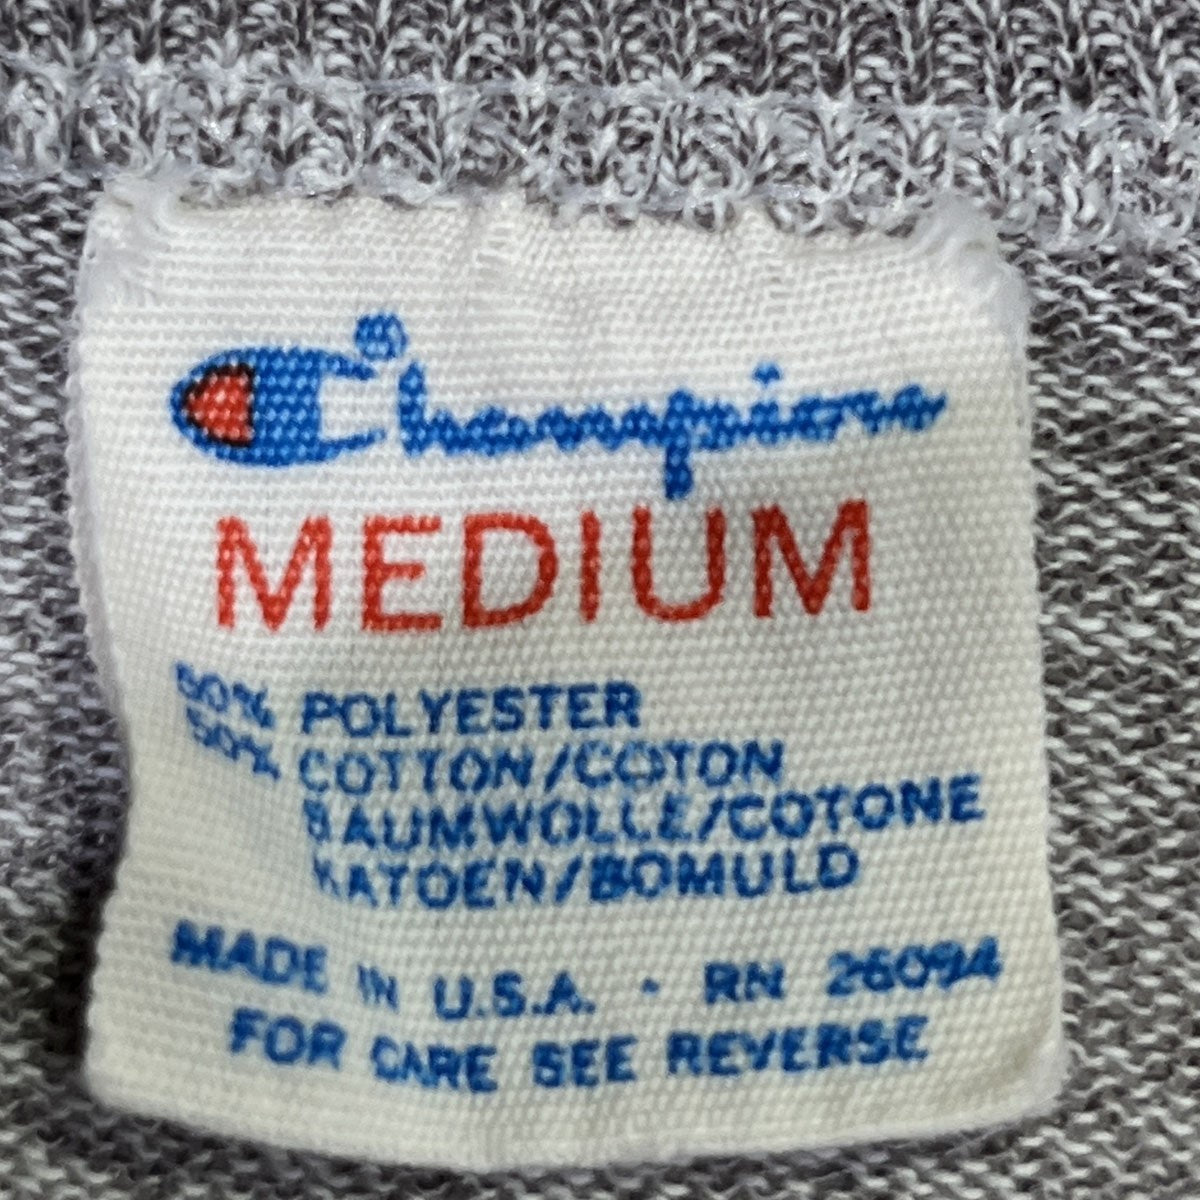 Champion
MEDIUM
50% POLYESTER
50% COTTON/COTON
BAUMWOLLE/COTONE
KATOEN/BOMULD
MADE IN U.S.A. · RN 26094
FOR CARE SEE REVERSE